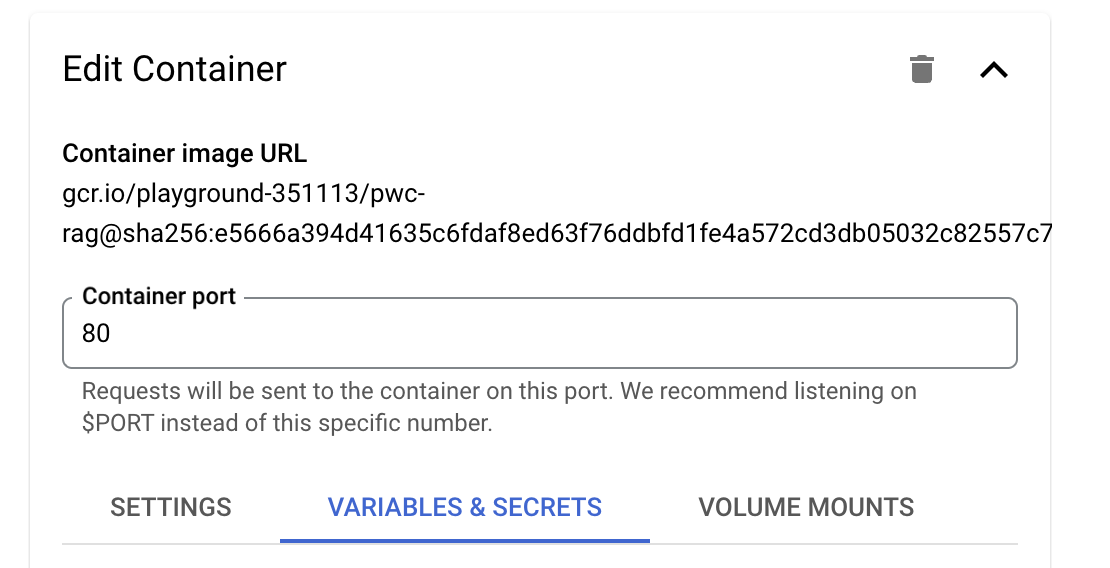 Edit Container
Container image URL
gcr.io/playground-351113/pwc-
rag@sha256:e5666a394d41635c6fdaf8ed63f76ddbfd1fe4a572cd3db05032c82557c7
Container port
80
Requests will be sent to the container on this port. We recommend listening on
$PORT instead of this specific number.
SETTINGS
VARIABLES & SECRETS
VOLUME MOUNTS